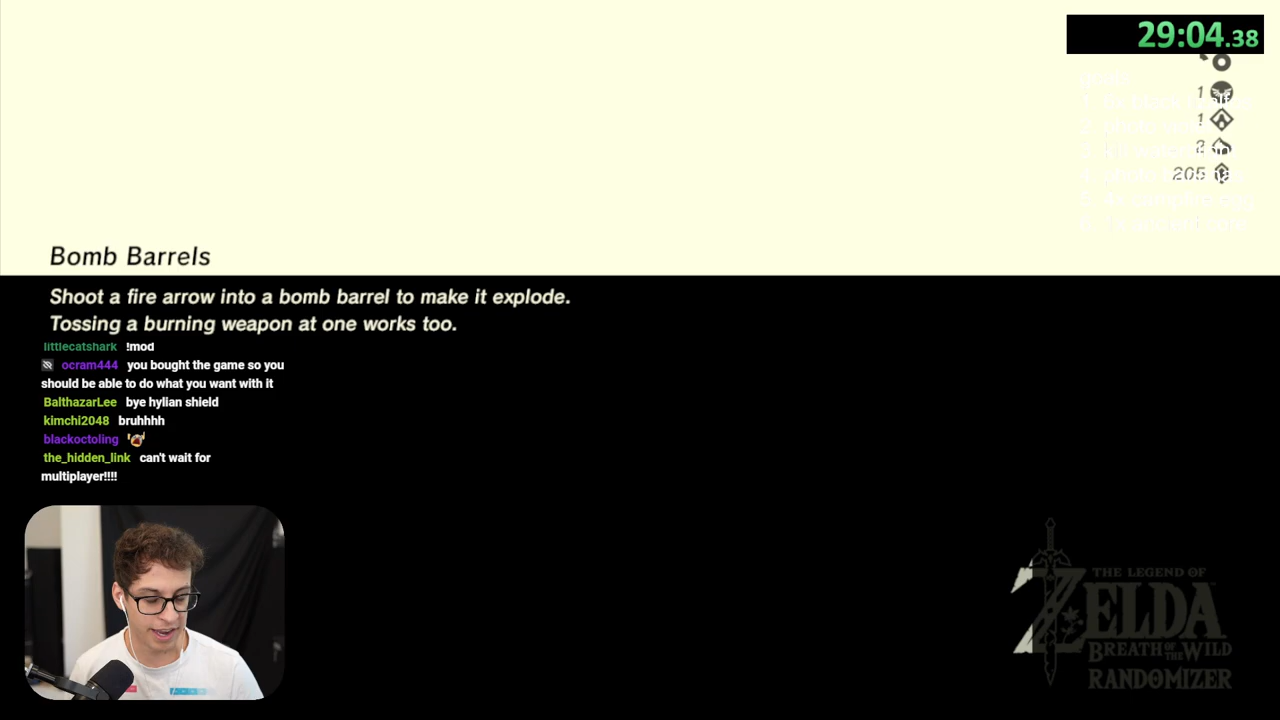 29:04.38
1
1
205
Bomb Barrels
Shoot a fire arrow into a bomb barrel to make it explode.
Tossing a burning weapon at one works too.
littlecatshark !mod
ocram444 you bought the game so you
should be able to do what you want with it
BalthazarLee bye hylian shield
kimchi2048 bruhhhh
blackoctoling
the_hidden_link can't wait for
multiplayer!!!!
THE LEGEND OF
ZELDA
BREATH OF THE WILD
RANDOMIZER